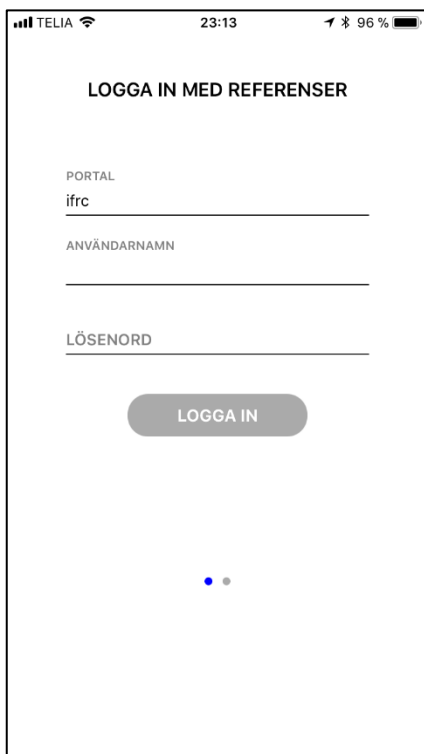 TELIA 23:13 96 %
LOGGA IN MED REFERENSER
PORTAL
ifrc
ANVÄNDARNAMN
LÖSENORD
LOGGA IN